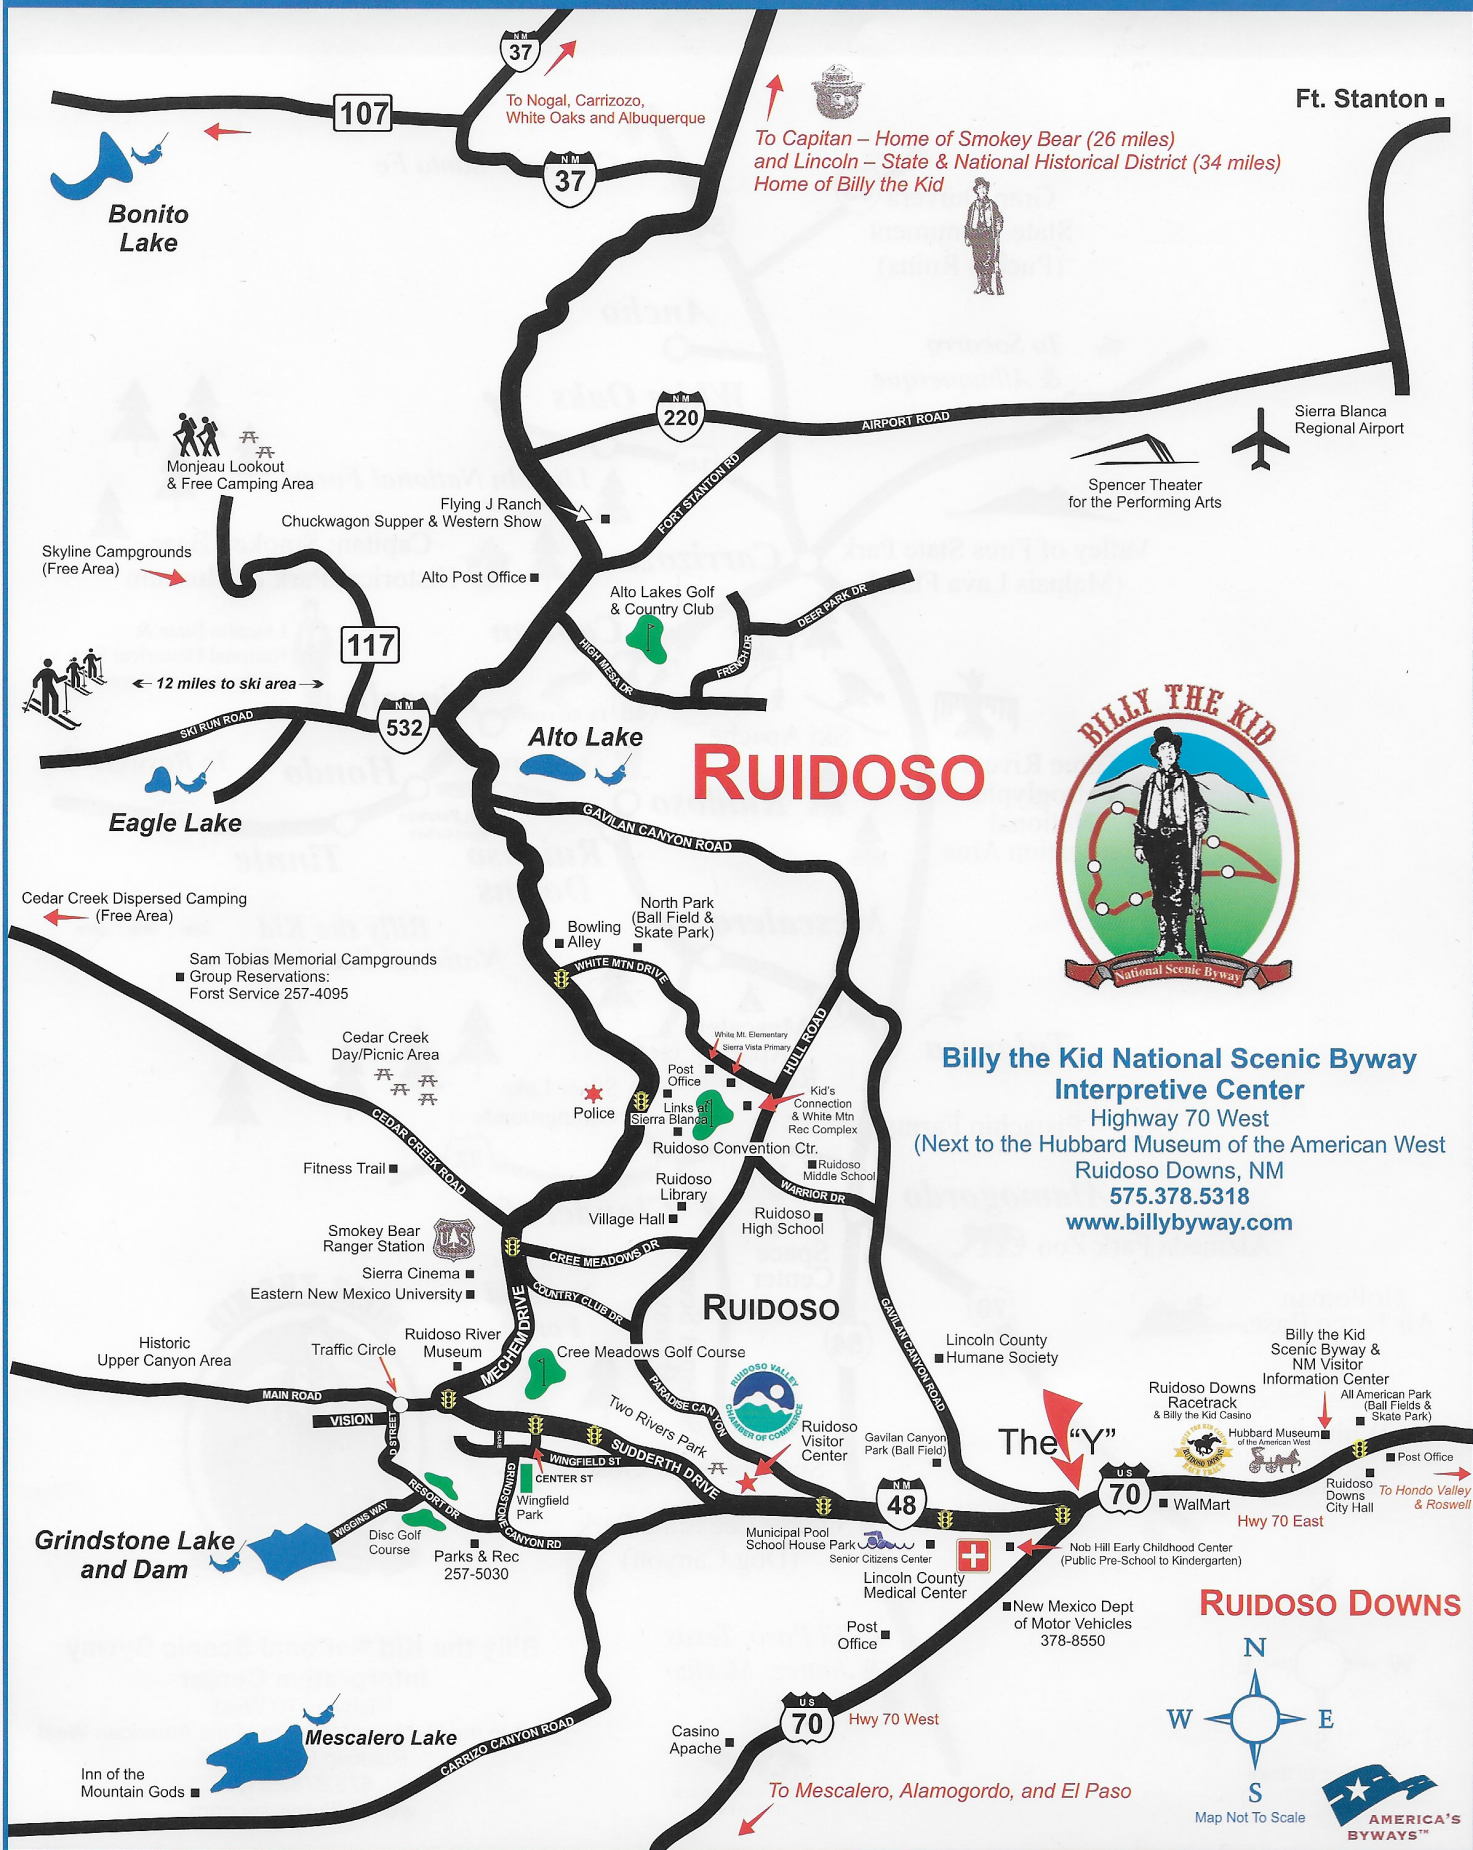 NM
37
To Nogal, Carrizozo,
White Oaks and Albuquerque
107
NM
37
SMOKEY
To Capitan – Home of Smokey Bear (26 miles)
and Lincoln – State & National Historical District (34 miles)
Home of Billy the Kid
Ft. Stanton
Bonito
Lake
NM
220
AIRPORT ROAD
Sierra Blanca
Regional Airport
Spencer Theater
for the Performing Arts
FORT STANTON RD
Monjeau Lookout
& Free Camping Area
Flying J Ranch
Chuckwagon Supper & Western Show
Skyline Campgrounds
(Free Area)
Alto Post Office
Alto Lakes Golf
& Country Club
DEER PARK DR
FRENCH DR
HIGH MESA DR
117
12 miles to ski area
SKI RUN ROAD
NM
532
Alto Lake
RUIDOSO
Eagle Lake
GAVILAN CANYON ROAD
BILLY THE KID
National Scenic Byway
Cedar Creek Dispersed Camping
(Free Area)
North Park
(Ball Field &
Skate Park)
Bowling
Alley
WHITE MTN DRIVE
Sam Tobias Memorial Campgrounds
Group Reservations:
Forst Service 257-4095
Cedar Creek
Day/Picnic Area
White Mt. Elementary
Sierra Vista Primary
HULL ROAD
Post
Office
Police
Links at
Sierra Blanca
Kid's
Connection
& White Mtn
Rec Complex
Ruidoso Convention Ctr.
CEDAR CREEK ROAD
Fitness Trail
Ruidoso
Middle School
WARRIOR DR
Ruidoso
Library
Village Hall
Ruidoso
High School
Billy the Kid National Scenic Byway
Interpretive Center
Highway 70 West
(Next to the Hubbard Museum of the American West
Ruidoso Downs, NM
575.378.5318
www.billybyway.com
Smokey Bear
Ranger Station
U S
Sierra Cinema
Eastern New Mexico University
CREE MEADOWS DR
COUNTRY CLUB DR
MECHEM DRIVE
RUIDOSO
GAVILAN CANYON ROAD
Historic
Upper Canyon Area
Traffic Circle
Ruidoso River
Museum
Cree Meadows Golf Course
PARADISE CANYON
RUIDOSO VALLEY
CHAMBER OF COMMERCE
Lincoln County
Humane Society
Billy the Kid
Scenic Byway &
NM Visitor
Information Center
Ruidoso Downs
Racetrack
& Billy the Kid Casino
All American Park
(Ball Fields &
Skate Park)
Hubbard Museum
of the American West
RUIDOSO DOWNS
RACE TRACK
MAIN ROAD
VISION
D STREET
Two Rivers Park
SUDDERTH DRIVE
CHASE
WINGFIELD ST
CENTER ST
Ruidoso
Visitor
Center
Gavilan Canyon
Park (Ball Field)
The "Y"
US
70
WalMart
Hwy 70 East
Post Office
Ruidoso
Downs
City Hall
To Hondo Valley
& Roswell
NM
48
RESORT DR
WIGGINS WAY
Wingfield
Park
GRINDSTONE CANYON RD
Disc Golf
Course
Parks & Rec
257-5030
Grindstone Lake
and Dam
Municipal Pool
School House Park
Senior Citizens Center
Lincoln County
Medical Center
Nob Hill Early Childhood Center
(Public Pre-School to Kindergarten)
RUIDOSO DOWNS
New Mexico Dept
of Motor Vehicles
378-8550
Post
Office
US
70
Hwy 70 West
Casino
Apache
Mescalero Lake
CARRIZO CANYON ROAD
Inn of the
Mountain Gods
To Mescalero, Alamogordo, and El Paso
N
W
E
S
Map Not To Scale
AMERICA'S
BYWAYS™